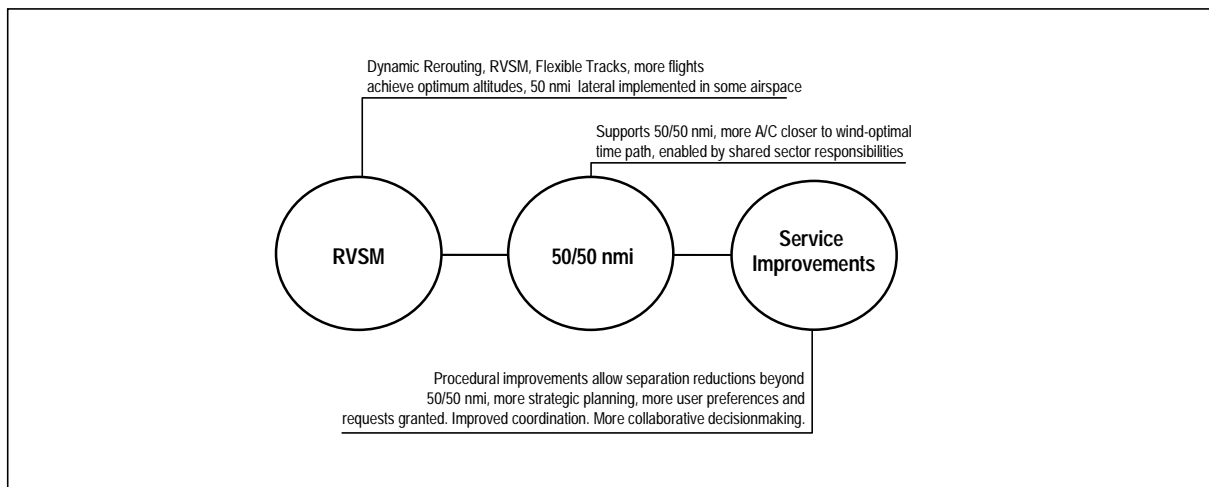 Dynamic Rerouting, RVSM, Flexible Tracks, more flights
achieve optimum altitudes, 50 nmi lateral implemented in some airspace
Supports 50/50 nmi, more A/C closer to wind-optimal
time path, enabled by shared sector responsibilities
RVSM
50/50 nmi
Service
Improvements
Procedural improvements allow separation reductions beyond
50/50 nmi, more strategic planning, more user preferences and
requests granted. Improved coordination. More collaborative decisionmaking.